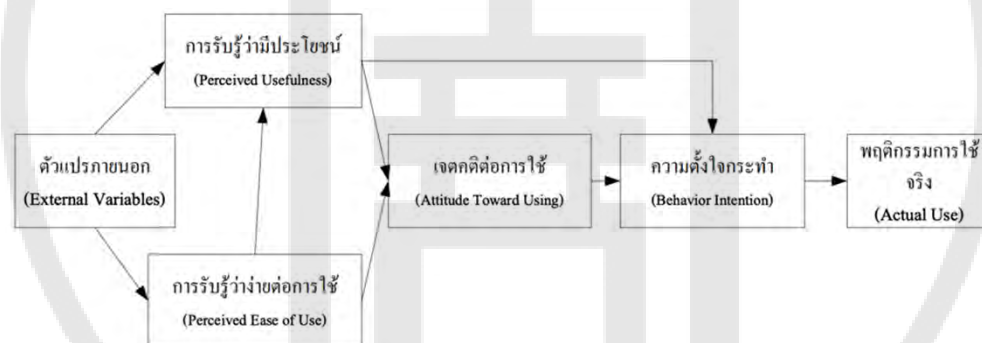 การรับรู้ว่ามีประโยชน์
(Perceived Usefulness)
ตัวแปรภายนอก
(External Variables)
เจตคติต่อการใช้
(Attitude Toward Using)
ความตั้งใจกระทำ
(Behavior Intention)
พฤติกรรมการใช้
จริง
(Actual Use)
การรับรู้ว่าง่ายต่อการใช้
(Perceived Ease of Use)